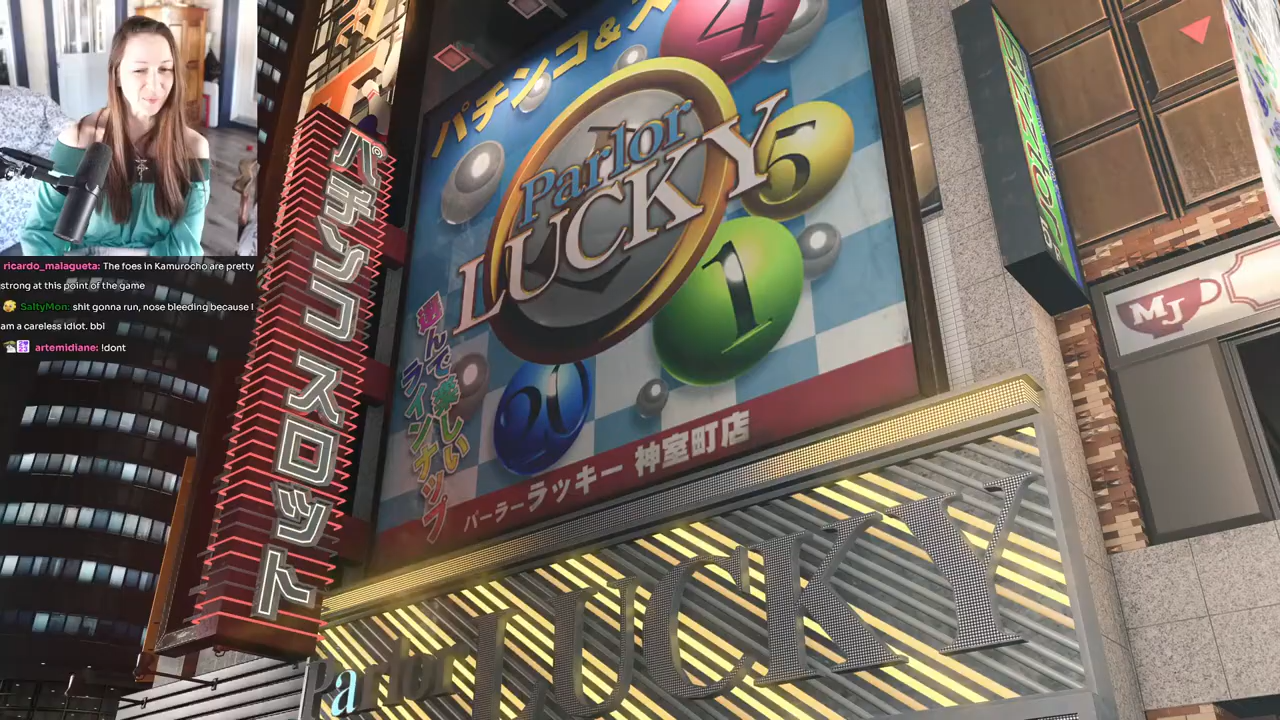 ricardo_malagueta: The foes in Kamurocho are pretty
strong at this point of the game
SaltyMon: shit gonna run, nose bleeding because I
am a careless idiot. bbl
artemidiane: !dont
パチンコ スロット
パチンコ&ス
4
Parlor
LUCKY
5
1
20
選んで楽しい
ラインナップ
パーラーラッキー 神室町店
Parlor LUCKY
MJ